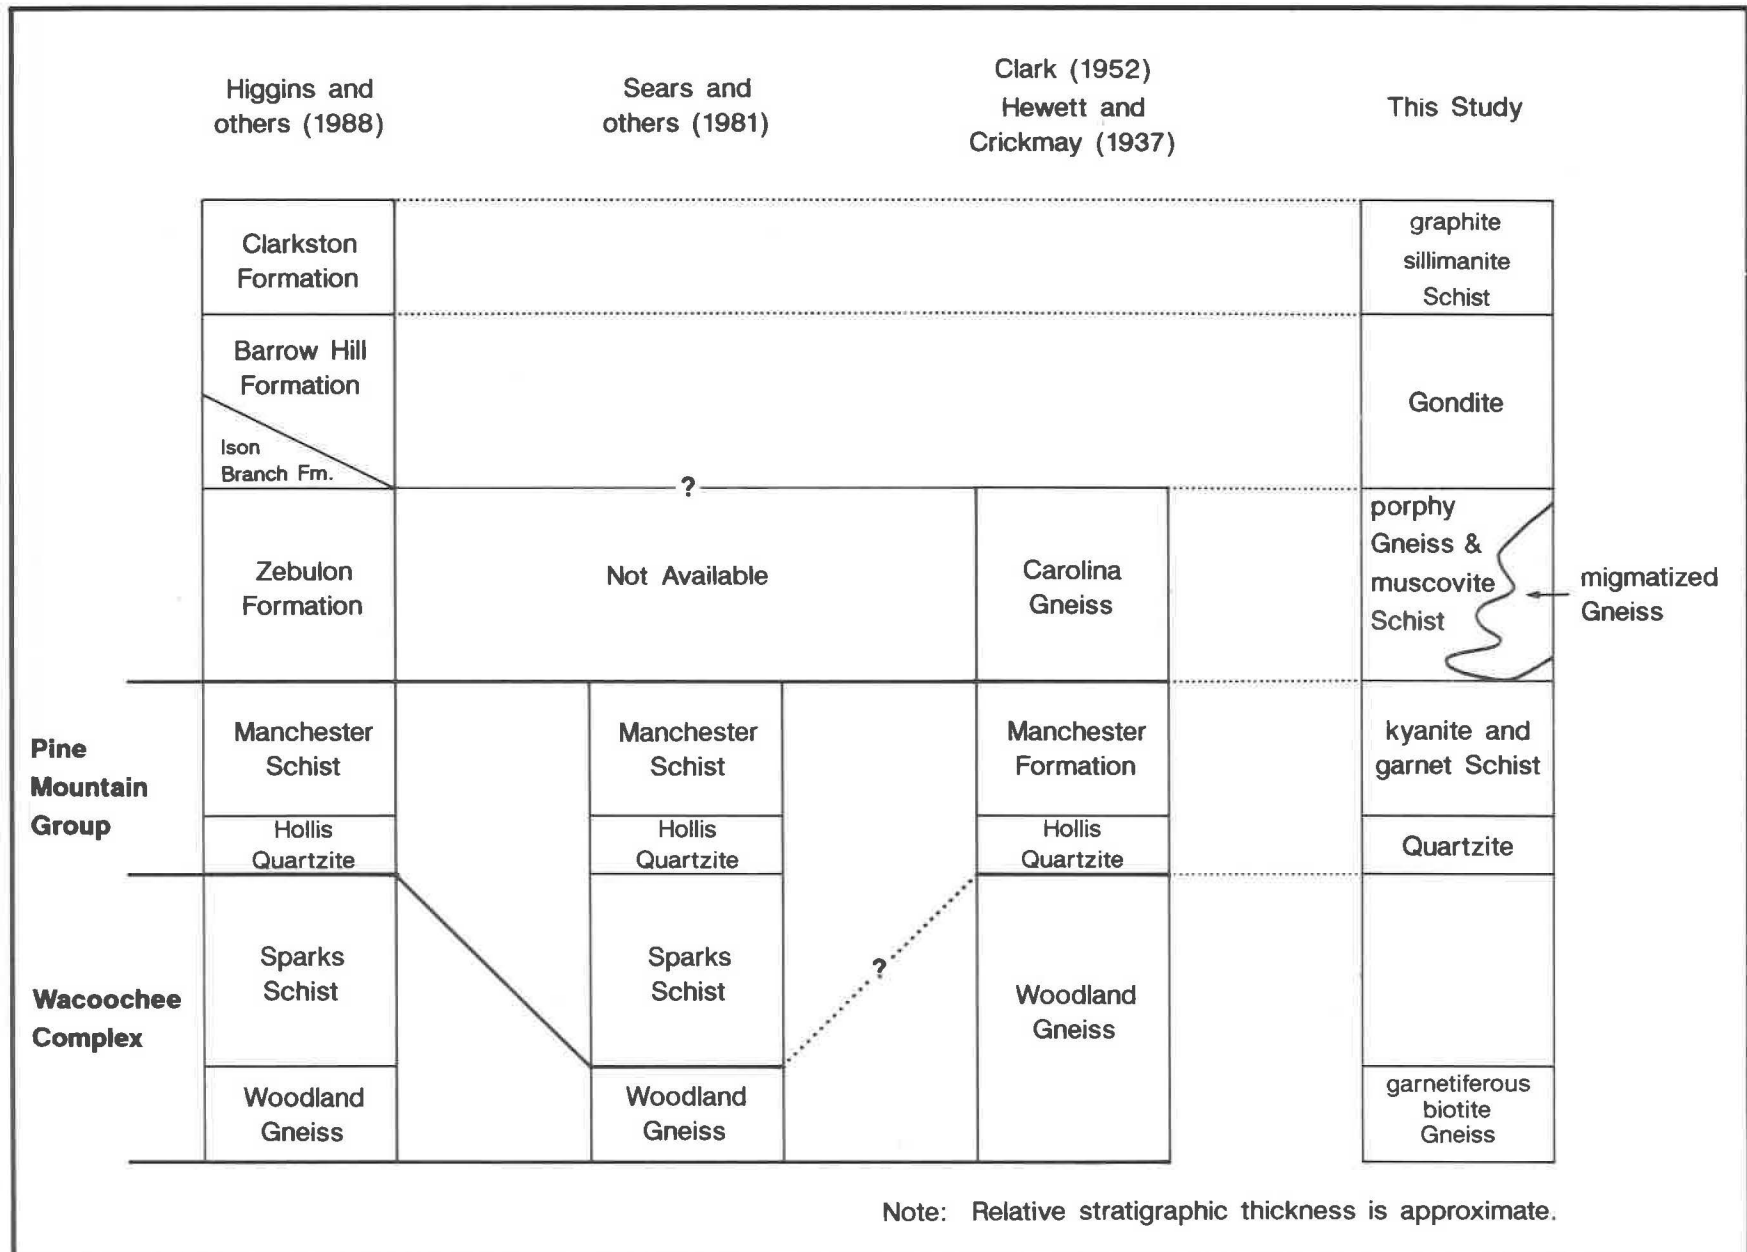 Higgins and
others (1988)
Sears and
others (1981)
Clark (1952)
Hewett and
Crickmay (1937)
This Study
Clarkston
Formation
Barrow Hill
Formation
Ison
Branch Fm.
Zebulon
Formation
Manchester
Schist
Hollis
Quartzite
Sparks
Schist
Woodland
Gneiss
?
Not Available
Manchester
Schist
Hollis
Quartzite
Sparks
Schist
Woodland
Gneiss
?
Carolina
Gneiss
Manchester
Formation
Hollis
Quartzite
Woodland
Gneiss
graphite
sillimanite
Schist
Gondite
porphy
Gneiss &
muscovite
Schist
migmatized
Gneiss
kyanite and
garnet Schist
Quartzite
garnetiferous
biotite
Gneiss
Pine
Mountain
Group
Wacoochee
Complex
Note: Relative stratigraphic thickness is approximate.